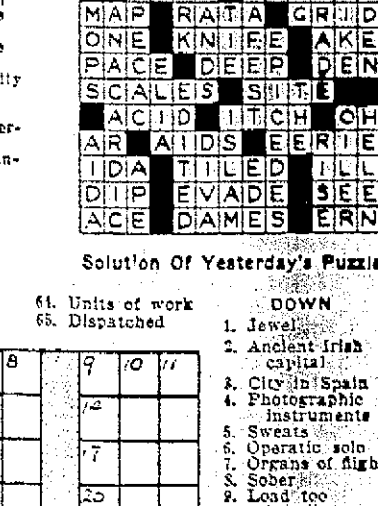 MAP RATA GRID
ONE KNIFE AKE
PACE DEEP DEN
SCALES SITE
ACID ITCH OH
AR AIDS EERIE
IDA TILED ILL
DIP EVADE SEE
ACE DAMES ERN
Solution Of Yesterday's Puzzle
64. Units of work
65. Dispatched
DOWN
1. Jewel
2. Ancient Irish
capital
3. City in Spain
4. Photographic
instruments
5. Sweats
6. Operatic solo
7. Organs of fligh
8. Sober
9. Load too
8 9 10 11
12
17
20